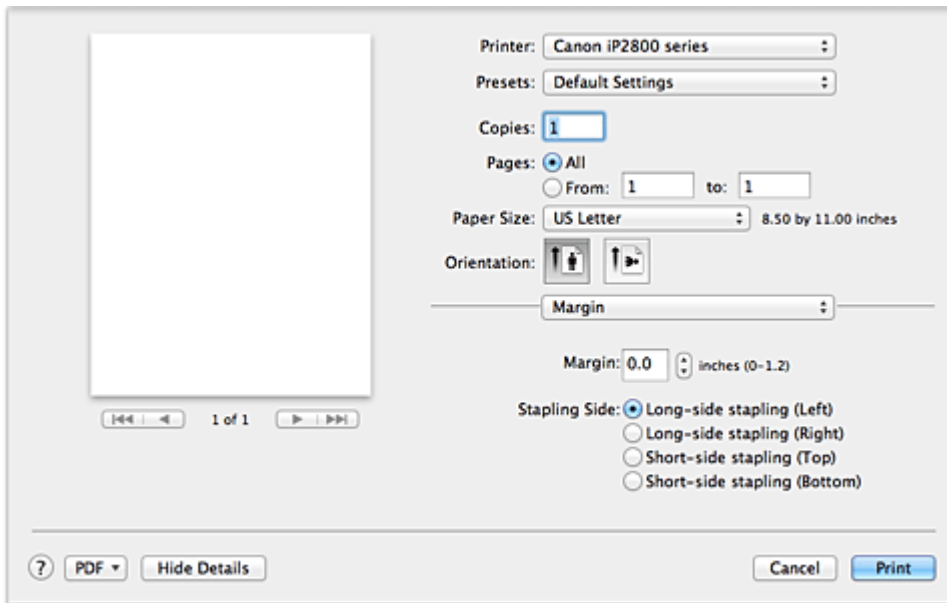 Printer: Canon iP2800 series
Presets: Default Settings
Copies: 1
Pages: All
From: 1 to: 1
Paper Size: US Letter 8.50 by 11.00 inches
Orientation:
Margin
Margin: 0.0 inches (0-1.2)
Stapling Side: Long-side stapling (Left)
Long-side stapling (Right)
Short-side stapling (Top)
Short-side stapling (Bottom)
1 of 1
? PDF Hide Details Cancel Print